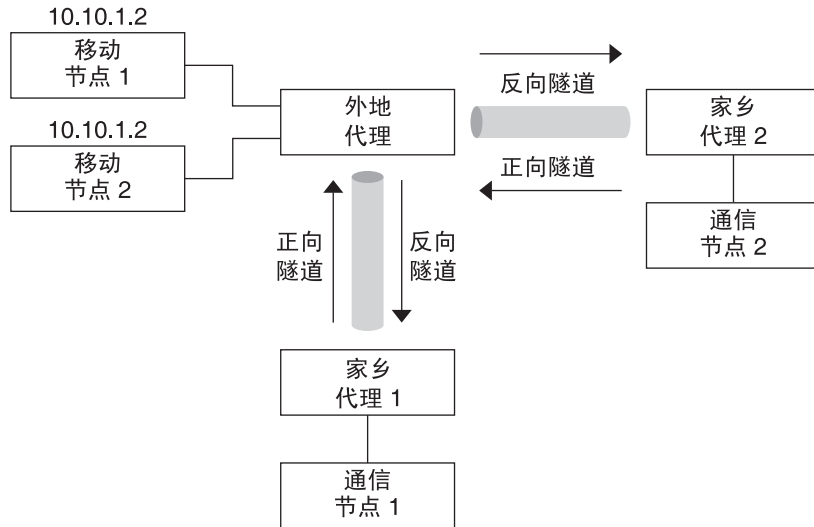 10.10.1.2
移动
节点 1
10.10.1.2
移动
节点 2
外地
代理
反向隧道
正向隧道
家乡
代理 2
通信
节点 2
正向
隧道
反向
隧道
家乡
代理 1
通信
节点 1